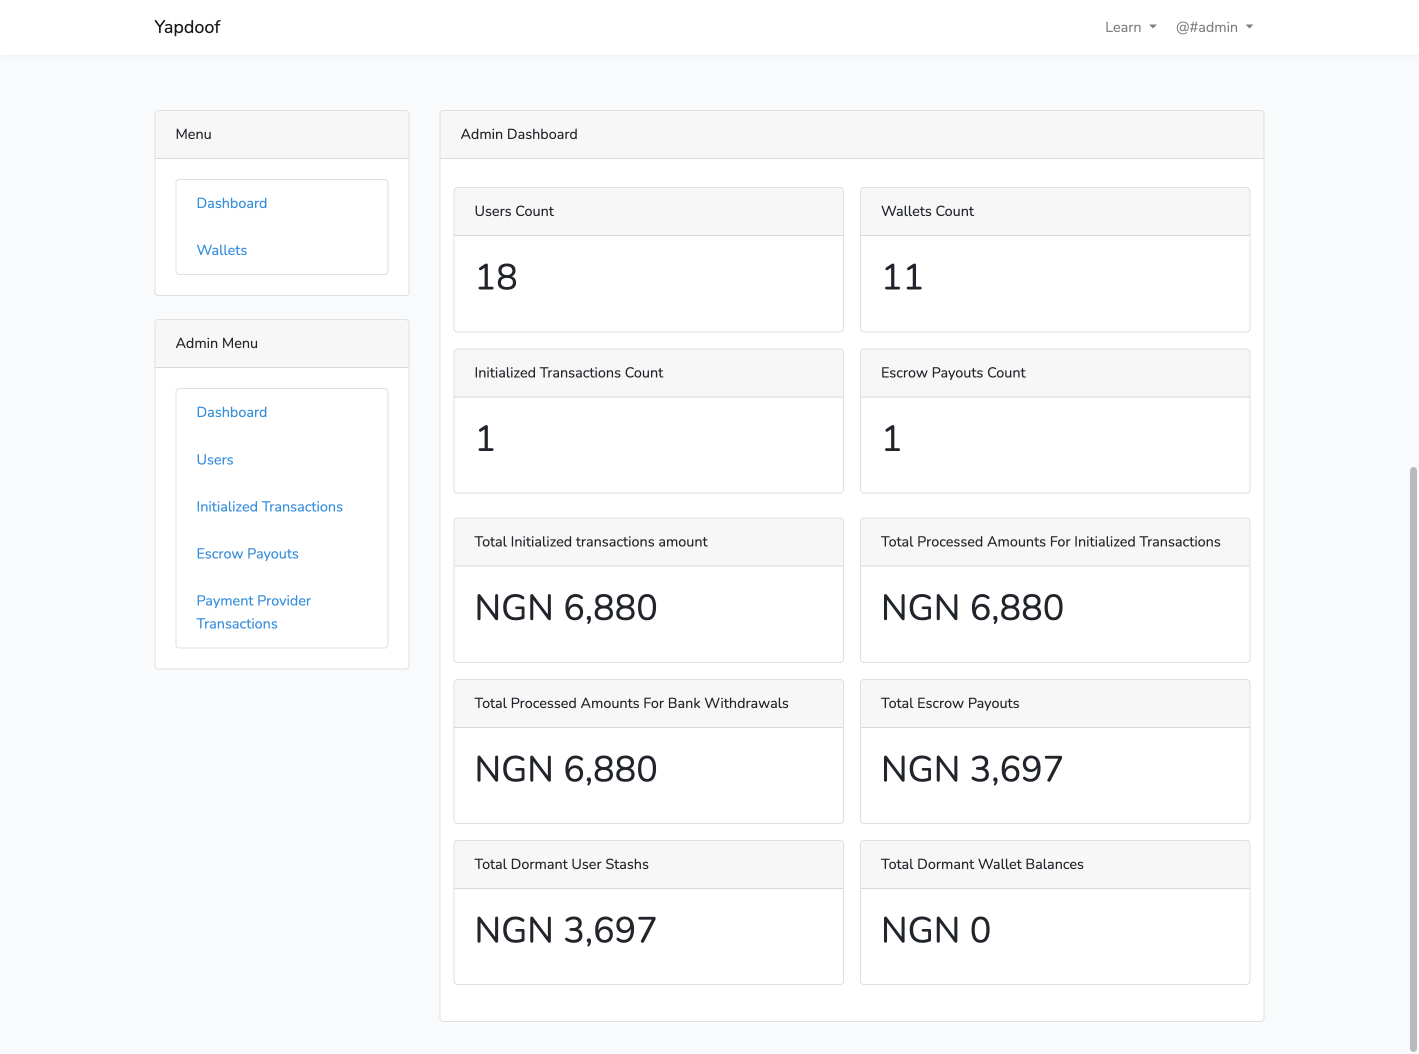 Yapdoof
Learn
@#admin
Menu
Dashboard
Wallets
Admin Menu
Dashboard
Users
Initialized Transactions
Escrow Payouts
Payment Provider
Transactions
Admin Dashboard
Users Count
18
Wallets Count
11
Initialized Transactions Count
1
Escrow Payouts Count
1
Total Initialized transactions amount
NGN 6,880
Total Processed Amounts For Initialized Transactions
NGN 6,880
Total Processed Amounts For Bank Withdrawals
NGN 6,880
Total Escrow Payouts
NGN 3,697
Total Dormant User Stashs
NGN 3,697
Total Dormant Wallet Balances
NGN 0